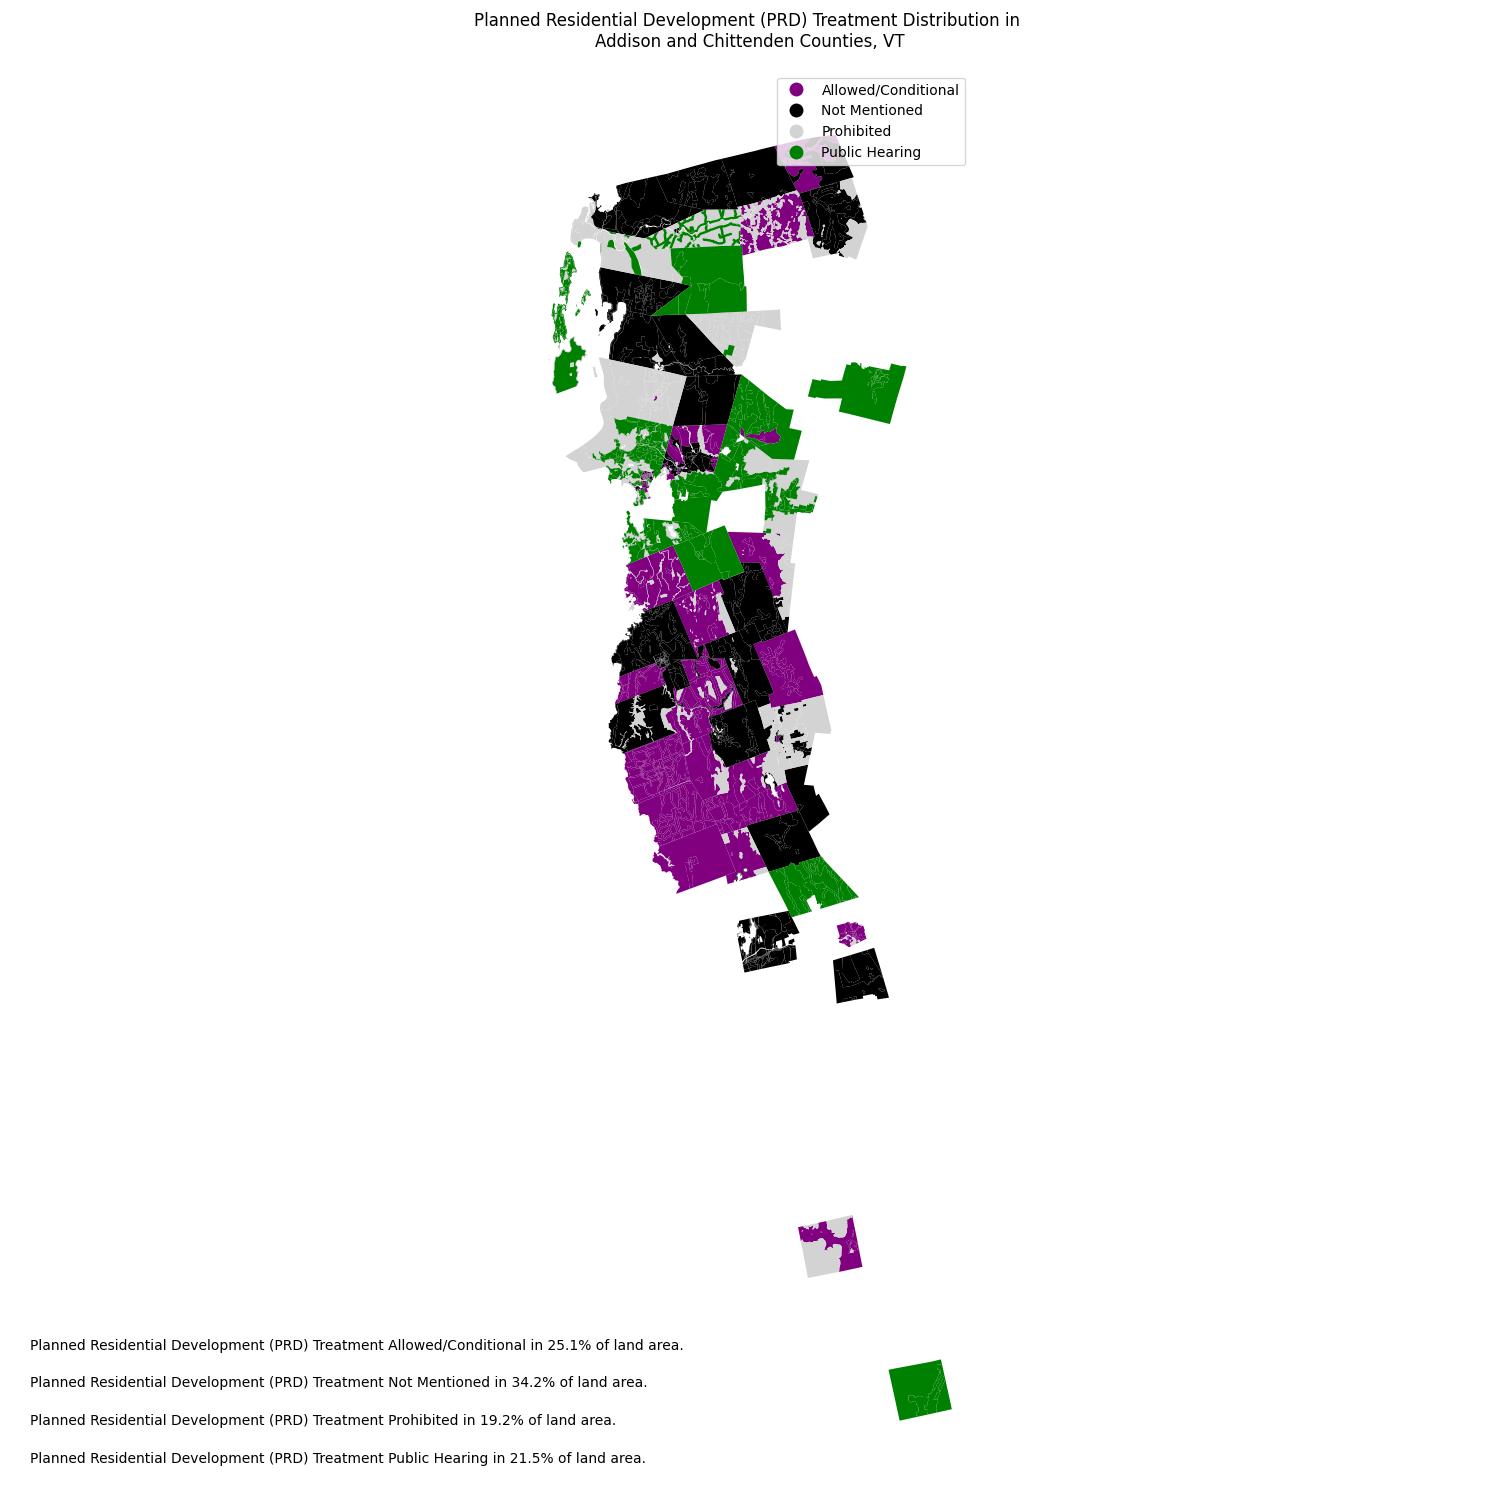 Planned Residential Development (PRD) Treatment Distribution in
Addison and Chittenden Counties, VT
Allowed/Conditional
Not Mentioned
Prohibited
Public Hearing
Planned Residential Development (PRD) Treatment Allowed/Conditional in 25.1% of land area.
Planned Residential Development (PRD) Treatment Not Mentioned in 34.2% of land area.
Planned Residential Development (PRD) Treatment Prohibited in 19.2% of land area.
Planned Residential Development (PRD) Treatment Public Hearing in 21.5% of land area.